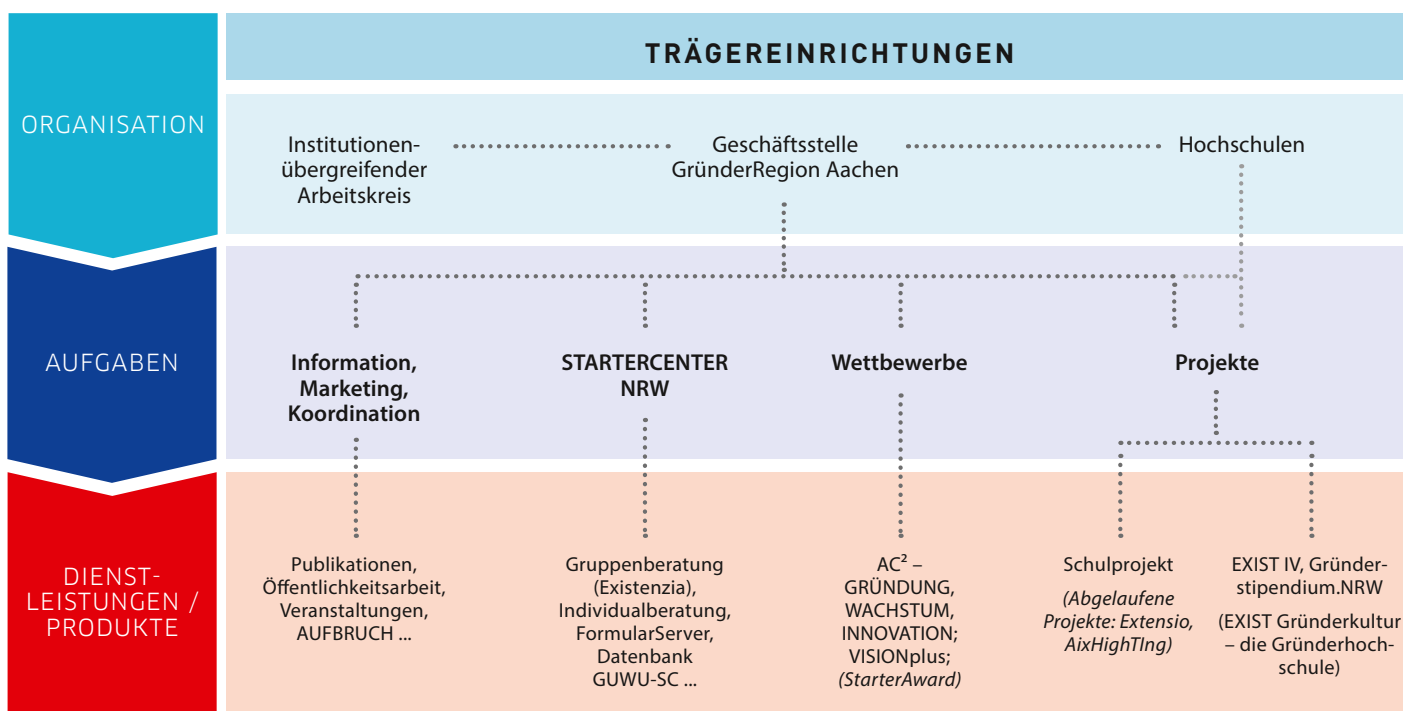 TRÄGEREINRICHTUNGEN
ORGANISATION
Institutionen-
übergreifender
Arbeitskreis
Geschäftsstelle
GründerRegion Aachen
Hochschulen
AUFGABEN
Information,
Marketing,
Koordination
STARTERCENTER
NRW
Wettbewerbe
Projekte
DIENST-
LEISTUNGEN /
PRODUKTE
Publikationen,
Öffentlichkeitsarbeit,
Veranstaltungen,
AUFBRUCH ...
Gruppenberatung
(Existenzia),
Individualberatung,
FormularServer,
Datenbank
GUWU-SC ...
AC² –
GRÜNDUNG,
WACHSTUM,
INNOVATION;
VISIONplus;
(StarterAward)
Schulprojekt
(Abgelaufene
Projekte: Extensio,
AixHighTIng)
EXIST IV, Gründer-
stipendium.NRW
(EXIST Gründerkultur
– die Gründerhoch-
schule)